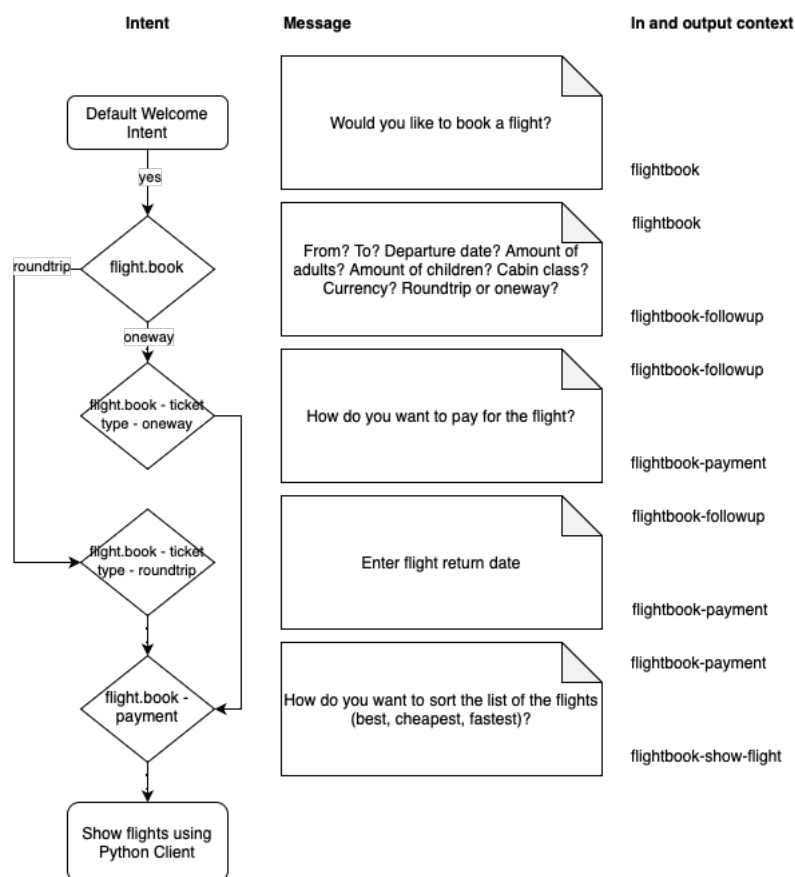 Intent
Message
In and output context
Default Welcome
Intent
Would you like to book a flight?
flightbook
yes
flightbook
flight.book
roundtrip
From? To? Departure date? Amount of
adults? Amount of children? Cabin class?
Currency? Roundtrip or oneway?
flightbook-followup
oneway
flightbook-followup
flight.book - ticket
type - oneway
How do you want to pay for the flight?
flightbook-payment
flightbook-followup
flight.book - ticket
type - roundtrip
Enter flight return date
flightbook-payment
flightbook-payment
flight.book -
payment
How do you want to sort the list of the flights
(best, cheapest, fastest)?
flightbook-show-flight
Show flights using
Python Client